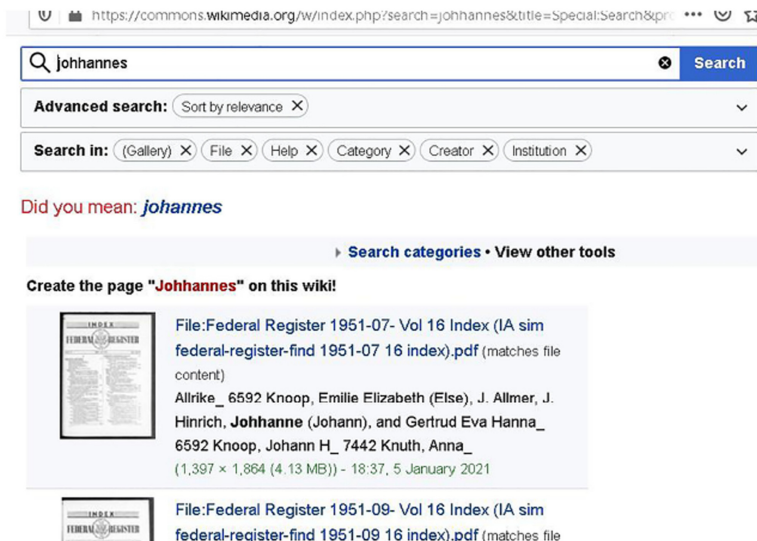 https://commons.wikimedia.org/w/index.php?search=johhannes&title=Special:Search&pro
johhannes
Search
Advanced search: Sort by relevance
Search in: (Gallery) File Help Category Creator Institution
Did you mean: johannes
Search categories • View other tools
Create the page "Johhannes" on this wiki!
INDEX
FEDERAL REGISTER
File:Federal Register 1951-07- Vol 16 Index (IA sim
federal-register-find 1951-07 16 index).pdf (matches file
content)
Allrike_ 6592 Knoop, Emilie Elizabeth (Else), J. Allmer, J.
Hinrich, Johhanne (Johann), and Gertrud Eva Hanna_
6592 Knoop, Johann H_ 7442 Knuth, Anna_
(1,397 × 1,864 (4.13 MB)) - 18:37, 5 January 2021
INDEX
FEDERAL REGISTER
File:Federal Register 1951-09- Vol 16 Index (IA sim
federal-register-find 1951-09 16 index).pdf (matches file